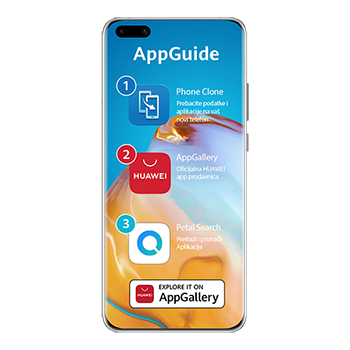 AppGuide
1
Phone Clone
Prebacite podatke i
aplikacije na vaš
novi telefon
2
HUAWEI
AppGallery
Oficijalna HUAWEI
app prodavnica
3
Petal Search
Pretraži i pronađi
Aplikacije
HUAWEI
EXPLORE IT ON
AppGallery